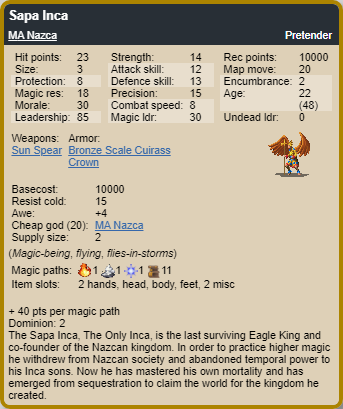 Sapa Inca
MA Nazca Pretender
Hit points: 23 Strength: 14 Rec points: 10000
Size: 3 Attack skill: 12 Map move: 20
Protection: 8 Defence skill: 13 Encumbrance: 2
Magic res: 18 Precision: 15 Age: 22
Morale: 30 Combat speed: 8 (48)
Leadership: 85 Magic ldr: 30 Undead ldr: 0
Weapons: Armor:
Sun Spear Bronze Scale Cuirass
Crown
Basecost: 10000
Resist cold: 15
Awe: +4
Cheap god (20): MA Nazca
Supply size: 2
(Magic-being, flying, flies-in-storms)
Magic paths: 1 1 1 11
Item slots: 2 hands, head, body, feet, 2 misc
+ 40 pts per magic path
Dominion: 2
The Sapa Inca, The Only Inca, is the last surviving Eagle King and
co-founder of the Nazcan kingdom. In order to practice higher magic
he withdrew from Nazcan society and abandoned temporal power to
his Inca sons. Now he has mastered his own mortality and has
emerged from sequestration to claim the world for the kingdom he
created.